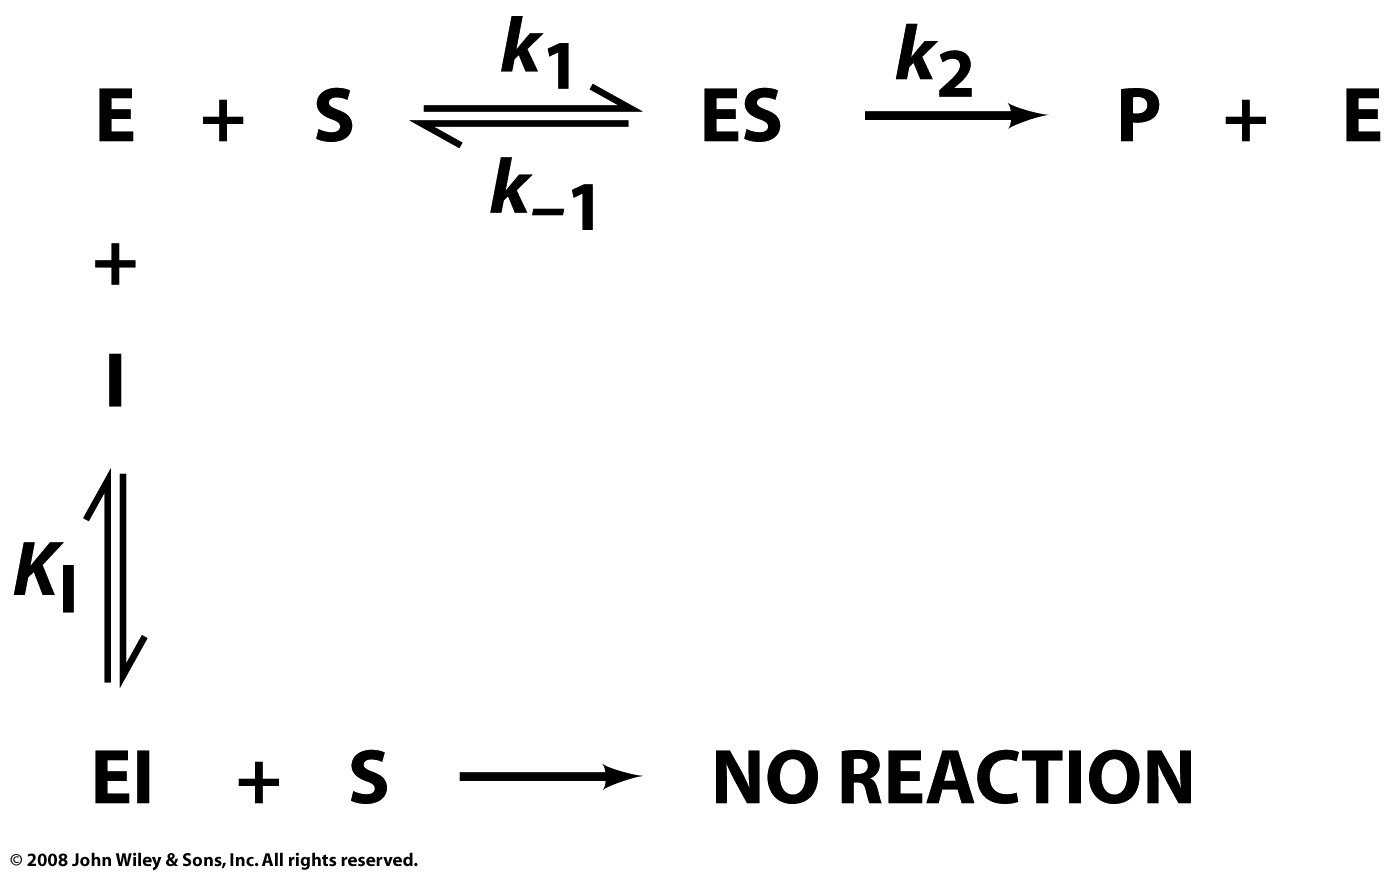 k1 k2
E + S ES P + E
k–1
+
I
KI
EI + S NO REACTION
© 2008 John Wiley & Sons, Inc. All rights reserved.